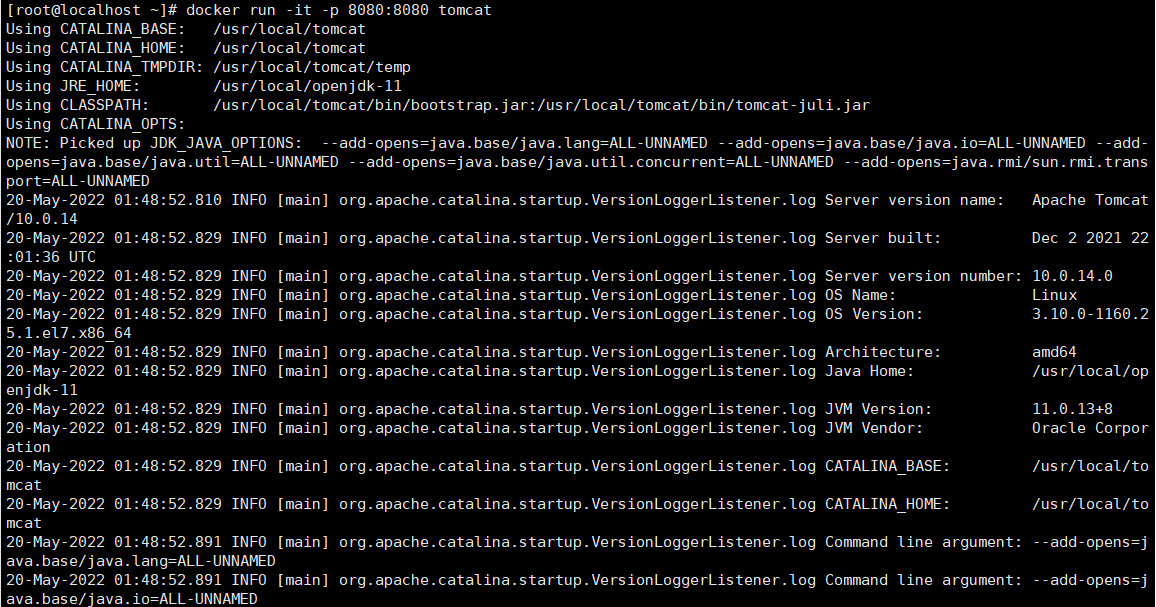 [root@localhost ~]# docker run -it -p 8080:8080 tomcat
Using CATALINA_BASE:   /usr/local/tomcat
Using CATALINA_HOME:   /usr/local/tomcat
Using CATALINA_TMPDIR: /usr/local/tomcat/temp
Using JRE_HOME:        /usr/local/openjdk-11
Using CLASSPATH:       /usr/local/tomcat/bin/bootstrap.jar:/usr/local/tomcat/bin/tomcat-juli.jar
Using CATALINA_OPTS:
NOTE: Picked up JDK_JAVA_OPTIONS:  --add-opens=java.base/java.lang=ALL-UNNAMED --add-opens=java.base/java.io=ALL-UNNAMED --add-
opens=java.base/java.util=ALL-UNNAMED --add-opens=java.base/java.util.concurrent=ALL-UNNAMED --add-opens=java.rmi/sun.rmi.trans
port=ALL-UNNAMED
20-May-2022 01:48:52.810 INFO [main] org.apache.catalina.startup.VersionLoggerListener.log Server version name:   Apache Tomcat
/10.0.14
20-May-2022 01:48:52.829 INFO [main] org.apache.catalina.startup.VersionLoggerListener.log Server built:          Dec 2 2021 22
:01:36 UTC
20-May-2022 01:48:52.829 INFO [main] org.apache.catalina.startup.VersionLoggerListener.log Server version number: 10.0.14.0
20-May-2022 01:48:52.829 INFO [main] org.apache.catalina.startup.VersionLoggerListener.log OS Name:               Linux
20-May-2022 01:48:52.829 INFO [main] org.apache.catalina.startup.VersionLoggerListener.log OS Version:            3.10.0-1160.2
5.1.el7.x86_64
20-May-2022 01:48:52.829 INFO [main] org.apache.catalina.startup.VersionLoggerListener.log Architecture:          amd64
20-May-2022 01:48:52.829 INFO [main] org.apache.catalina.startup.VersionLoggerListener.log Java Home:             /usr/local/op
enjdk-11
20-May-2022 01:48:52.829 INFO [main] org.apache.catalina.startup.VersionLoggerListener.log JVM Version:           11.0.13+8
20-May-2022 01:48:52.829 INFO [main] org.apache.catalina.startup.VersionLoggerListener.log JVM Vendor:            Oracle Corpor
ation
20-May-2022 01:48:52.829 INFO [main] org.apache.catalina.startup.VersionLoggerListener.log CATALINA_BASE:         /usr/local/to
mcat
20-May-2022 01:48:52.829 INFO [main] org.apache.catalina.startup.VersionLoggerListener.log CATALINA_HOME:         /usr/local/to
mcat
20-May-2022 01:48:52.891 INFO [main] org.apache.catalina.startup.VersionLoggerListener.log Command line argument: --add-opens=j
ava.base/java.lang=ALL-UNNAMED
20-May-2022 01:48:52.891 INFO [main] org.apache.catalina.startup.VersionLoggerListener.log Command line argument: --add-opens=j
ava.base/java.io=ALL-UNNAMED